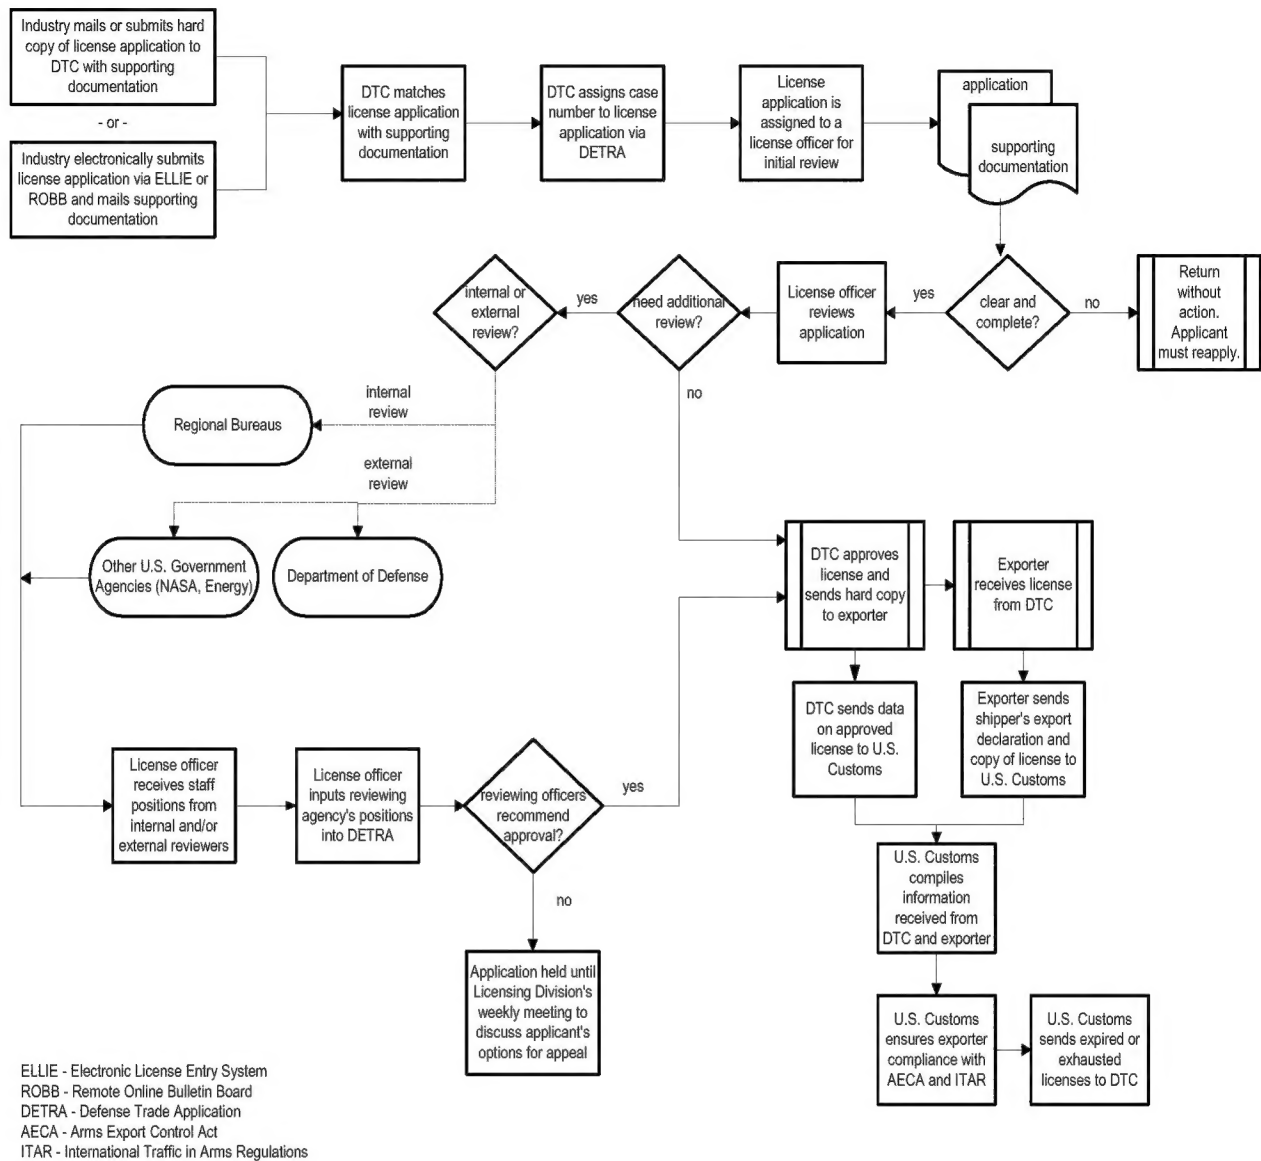 Industry mails or submits hard
copy of license application to
DTC with supporting
documentation
- or -
Industry electronically submits
license application via ELLIE or
ROBB and mails supporting
documentation
DTC matches
license application
with supporting
documentation
DTC assigns case
number to license
application via
DETRA
License
application is
assigned to a
license officer for
initial review
application
supporting
documentation
clear and
complete?
no
Return
without
action.
Applicant
must reapply.
yes
License officer
reviews
application
need additional
review?
yes
no
internal or
external
review?
internal
review
Regional Bureaus
external
review
Other U.S. Government
Agencies (NASA, Energy)
Department of Defense
License officer
receives staff
positions from
internal and/or
external reviewers
License officer
inputs reviewing
agency's positions
into DETRA
reviewing officers
recommend
approval?
yes
no
Application held until
Licensing Division's
weekly meeting to
discuss applicant's
options for appeal
DTC approves
license and
sends hard copy
to exporter
Exporter
receives license
from DTC
DTC sends data
on approved
license to U.S.
Customs
Exporter sends
shipper's export
declaration and
copy of license to
U.S. Customs
U.S. Customs
compiles
information
received from
DTC and exporter
U.S. Customs
ensures exporter
compliance with
AECA and ITAR
U.S. Customs
sends expired or
exhausted
licenses to DTC
ELLIE - Electronic License Entry System
ROBB - Remote Online Bulletin Board
DETRA - Defense Trade Application
AECA - Arms Export Control Act
ITAR - International Traffic in Arms Regulations